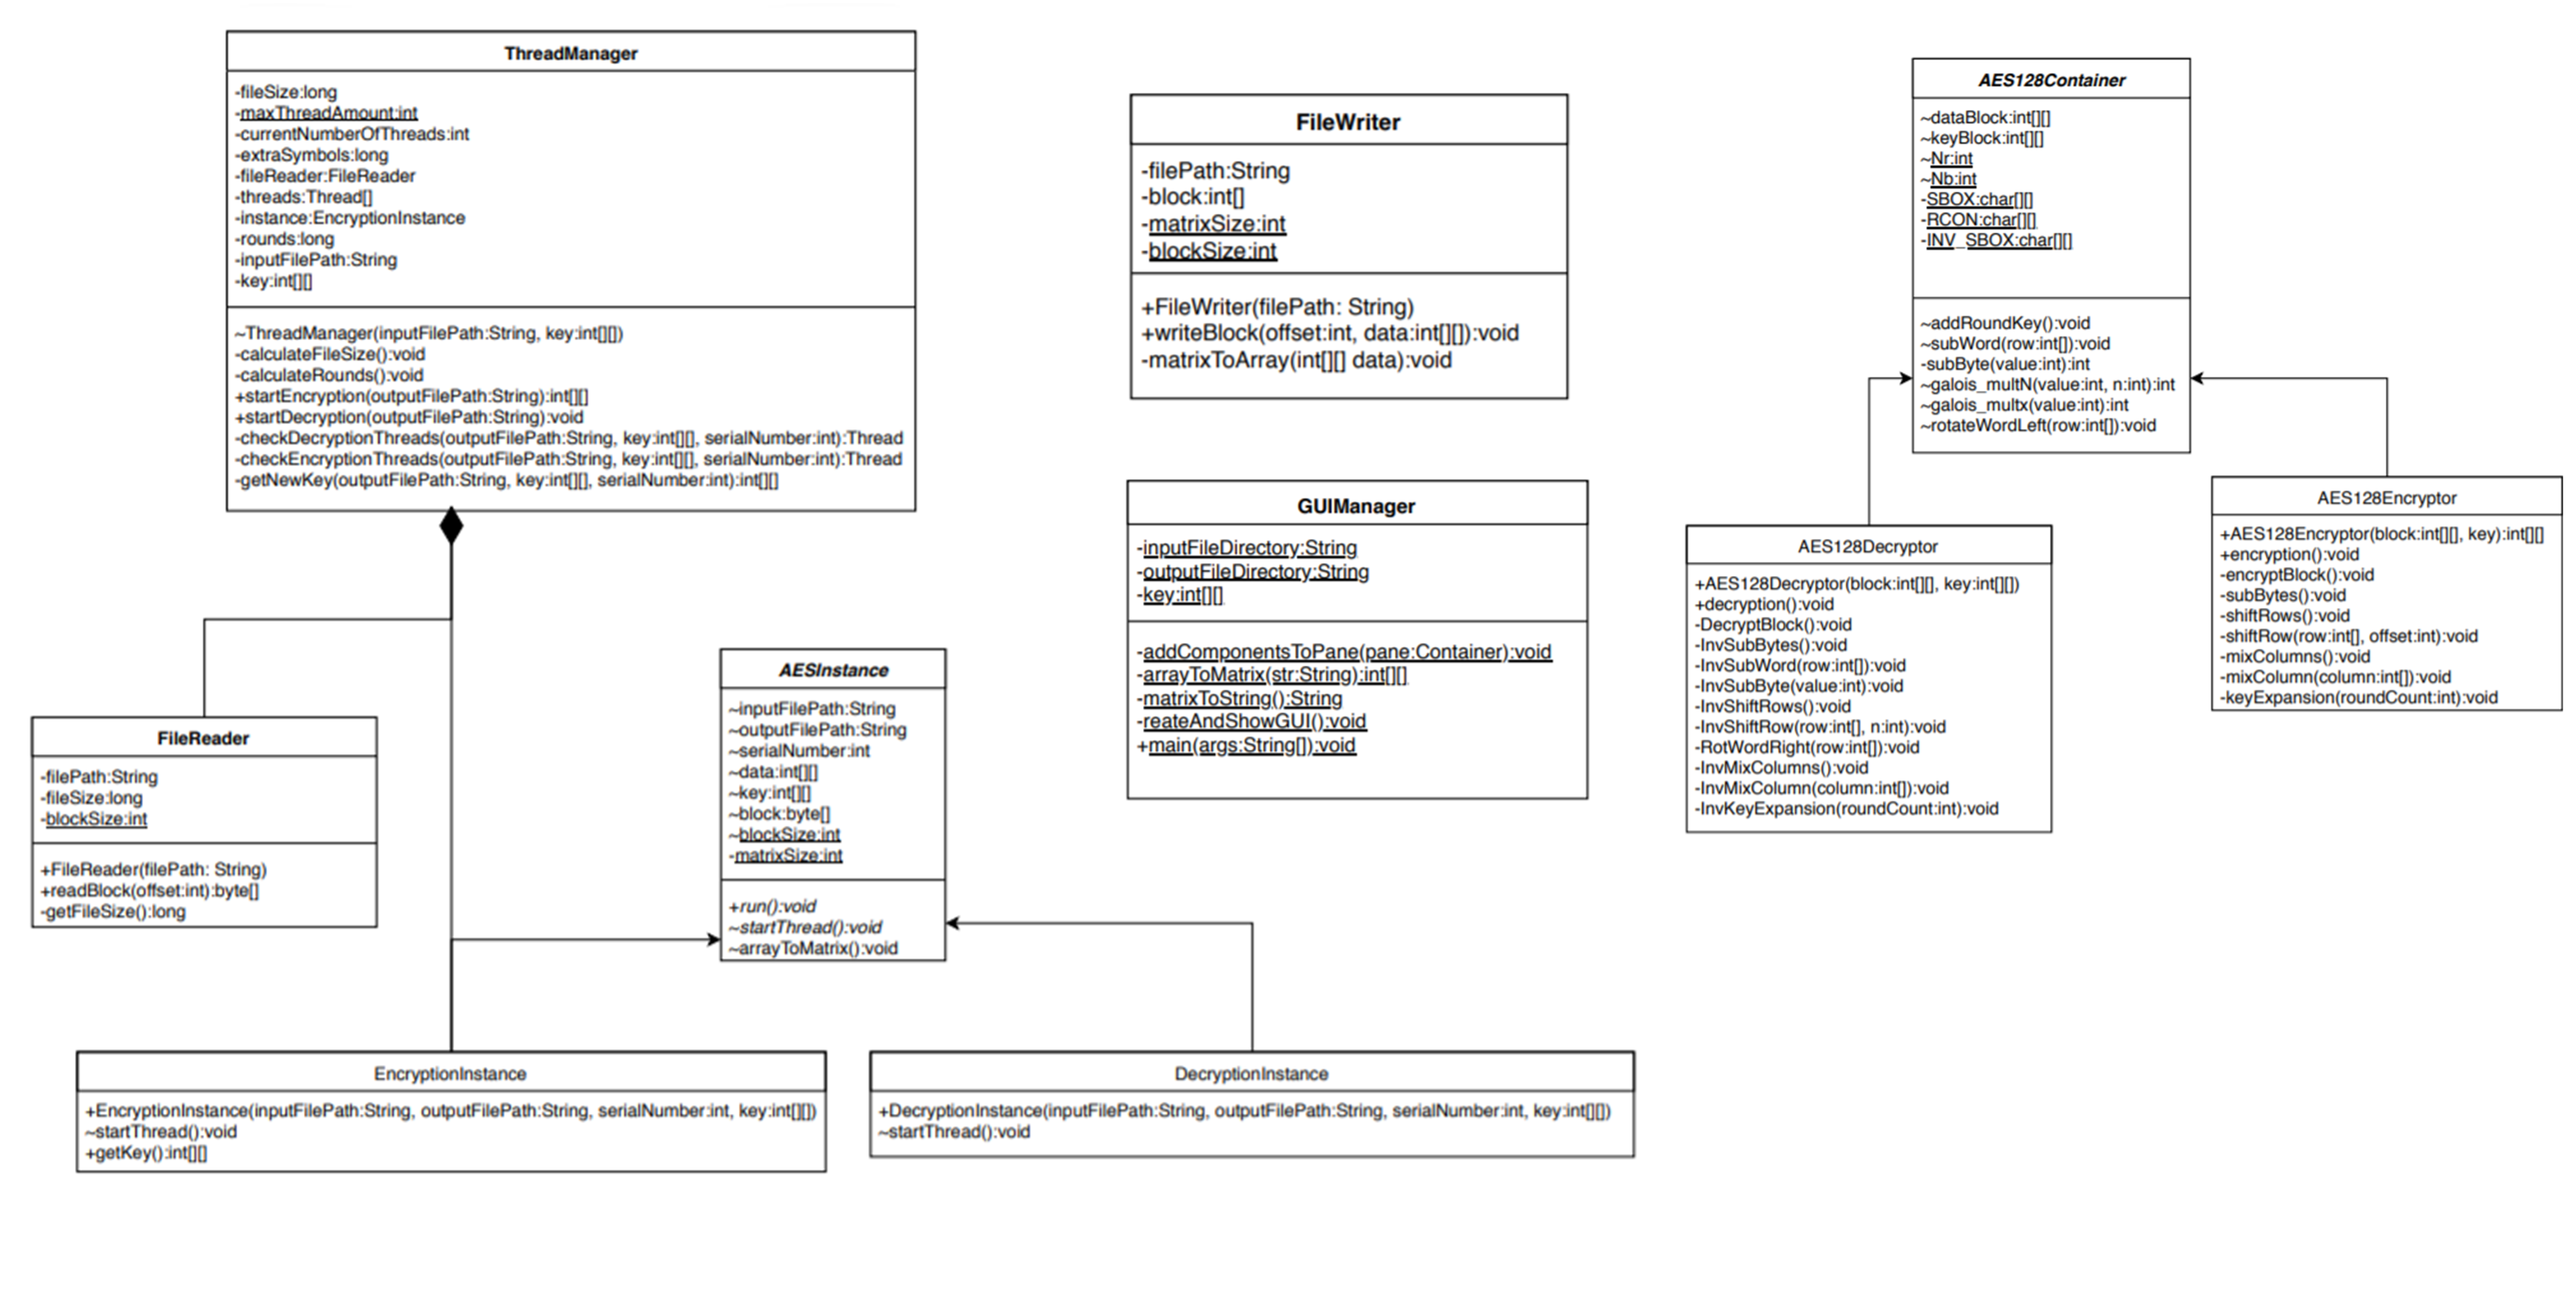 ThreadManager
-fileSize:long
-maxThreadAmount:int
-currentNumberOfThreads:int
-extraSymbols:long
-fileReader:FileReader
-threads:Thread[]
-instance:EncryptionInstance
-rounds:long
-inputFilePath:String
-key:int[][]
~ThreadManager(inputFilePath:String, key:int[][])
-calculateFileSize():void
-calculateRounds():void
+startEncryption(outputFilePath:String):int[][]
+startDecryption(outputFilePath:String):void
-checkDecryptionThreads(outputFilePath:String, key:int[][], serialNumber:int):Thread
-checkEncryptionThreads(outputFilePath:String, key:int[][], serialNumber:int):Thread
-getNewKey(outputFilePath:String, key:int[][], serialNumber:int):int[][]
FileWriter
-filePath:String
-block:int[]
-matrixSize:int
-blockSize:int
+FileWriter(filePath: String)
+writeBlock(offset:int, data:int[][]):void
-matrixToArray(int[][] data):void
AES128Container
~dataBlock:int[][]
~keyBlock:int[][]
~Nr:int
~Nb:int
-SBOX:char[][]
-RCON:char[][]
-INV_SBOX:char[][]
~addRoundKey():void
~subWord(row:int[]):void
-subByte(value:int):int
~galois_multN(value:int, n:int):int
~galois_multx(value:int):int
~rotateWordLeft(row:int[]):void
GUIManager
-inputFileDirectory:String
-outputFileDirectory:String
-key:int[][]
-addComponentsToPane(pane:Container):void
-arrayToMatrix(str:String):int[][]
-matrixToString():String
-reateAndShowGUI():void
+main(args:String[]):void
AES128Decryptor
+AES128Decryptor(block:int[][], key:int[][])
+decryption():void
-DecryptBlock():void
-InvSubBytes():void
-InvSubWord(row:int[]):void
-InvSubByte(value:int):void
-InvShiftRows():void
-InvShiftRow(row:int[], n:int):void
-RotWordRight(row:int[]):void
-InvMixColumns():void
-InvMixColumn(column:int[]):void
-InvKeyExpansion(roundCount:int):void
AES128Encryptor
+AES128Encryptor(block:int[][], key):int[][]
+encryption():void
-encryptBlock():void
-subBytes():void
-shiftRows():void
-shiftRow(row:int[], offset:int):void
-mixColumns():void
-mixColumn(column:int[]):void
-keyExpansion(roundCount:int):void
FileReader
-filePath:String
-fileSize:long
-blockSize:int
+FileReader(filePath: String)
+readBlock(offset:int):byte[]
-getFileSize():long
AESInstance
~inputFilePath:String
~outputFilePath:String
~serialNumber:int
~data:int[][]
~key:int[][]
~block:byte[]
~blockSize:int
-matrixSize:int
+run():void
~startThread():void
~arrayToMatrix():void
EncryptionInstance
+EncryptionInstance(inputFilePath:String, outputFilePath:String, serialNumber:int, key:int[][])
~startThread():void
+getKey():int[][]
DecryptionInstance
+DecryptionInstance(inputFilePath:String, outputFilePath:String, serialNumber:int, key:int[][])
~startThread():void